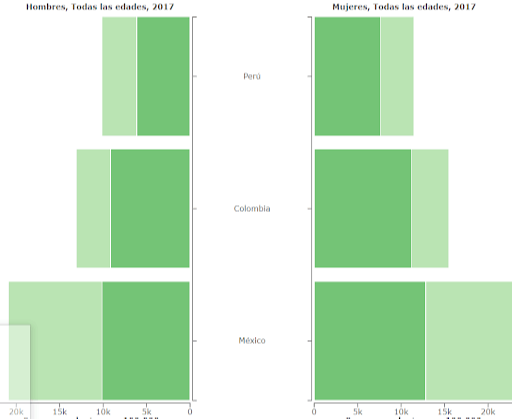 Hombres, Todas las edades, 2017
Mujeres, Todas las edades, 2017
Perú
Colombia
México
20k 15k 10k 5k 0
0 5k 10k 15k 20k